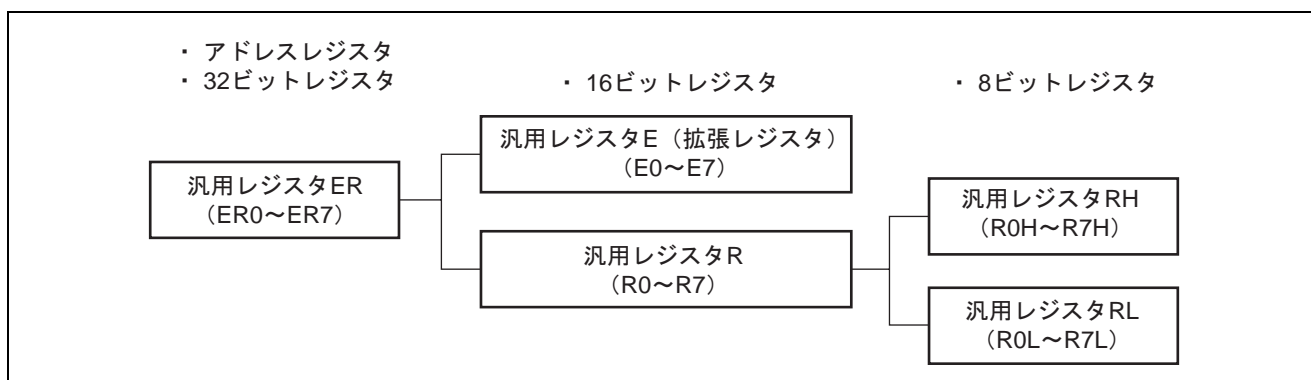 ・ アドレスレジスタ
・ 32ビットレジスタ
・ 16ビットレジスタ
・ 8ビットレジスタ
汎用レジスタER
（ER0～ER7）
汎用レジスタE（拡張レジスタ）
（E0～E7）
汎用レジスタR
（R0～R7）
汎用レジスタRH
（R0H～R7H）
汎用レジスタRL
（R0L～R7L）